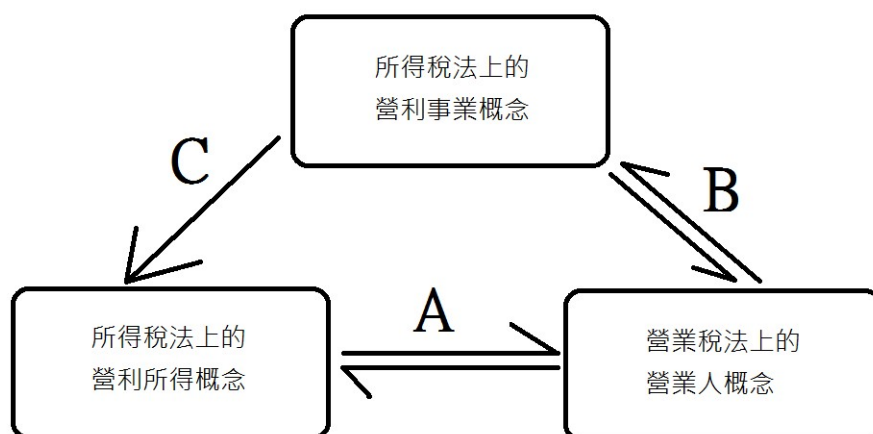 所得稅法上的
營利事業概念
C
B
A
所得稅法上的
營利所得概念
營業稅法上的
營業人概念